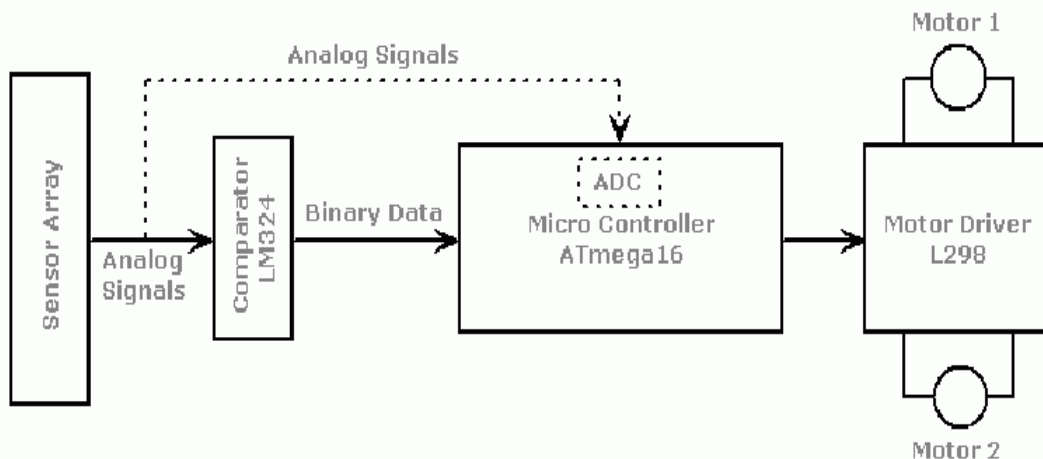 Motor 1
Analog Signals
Sensor Array
Analog
Signals
Comparator
LM324
Binary Data
ADC
Micro Controller
ATmega16
Motor Driver
L298
Motor 2